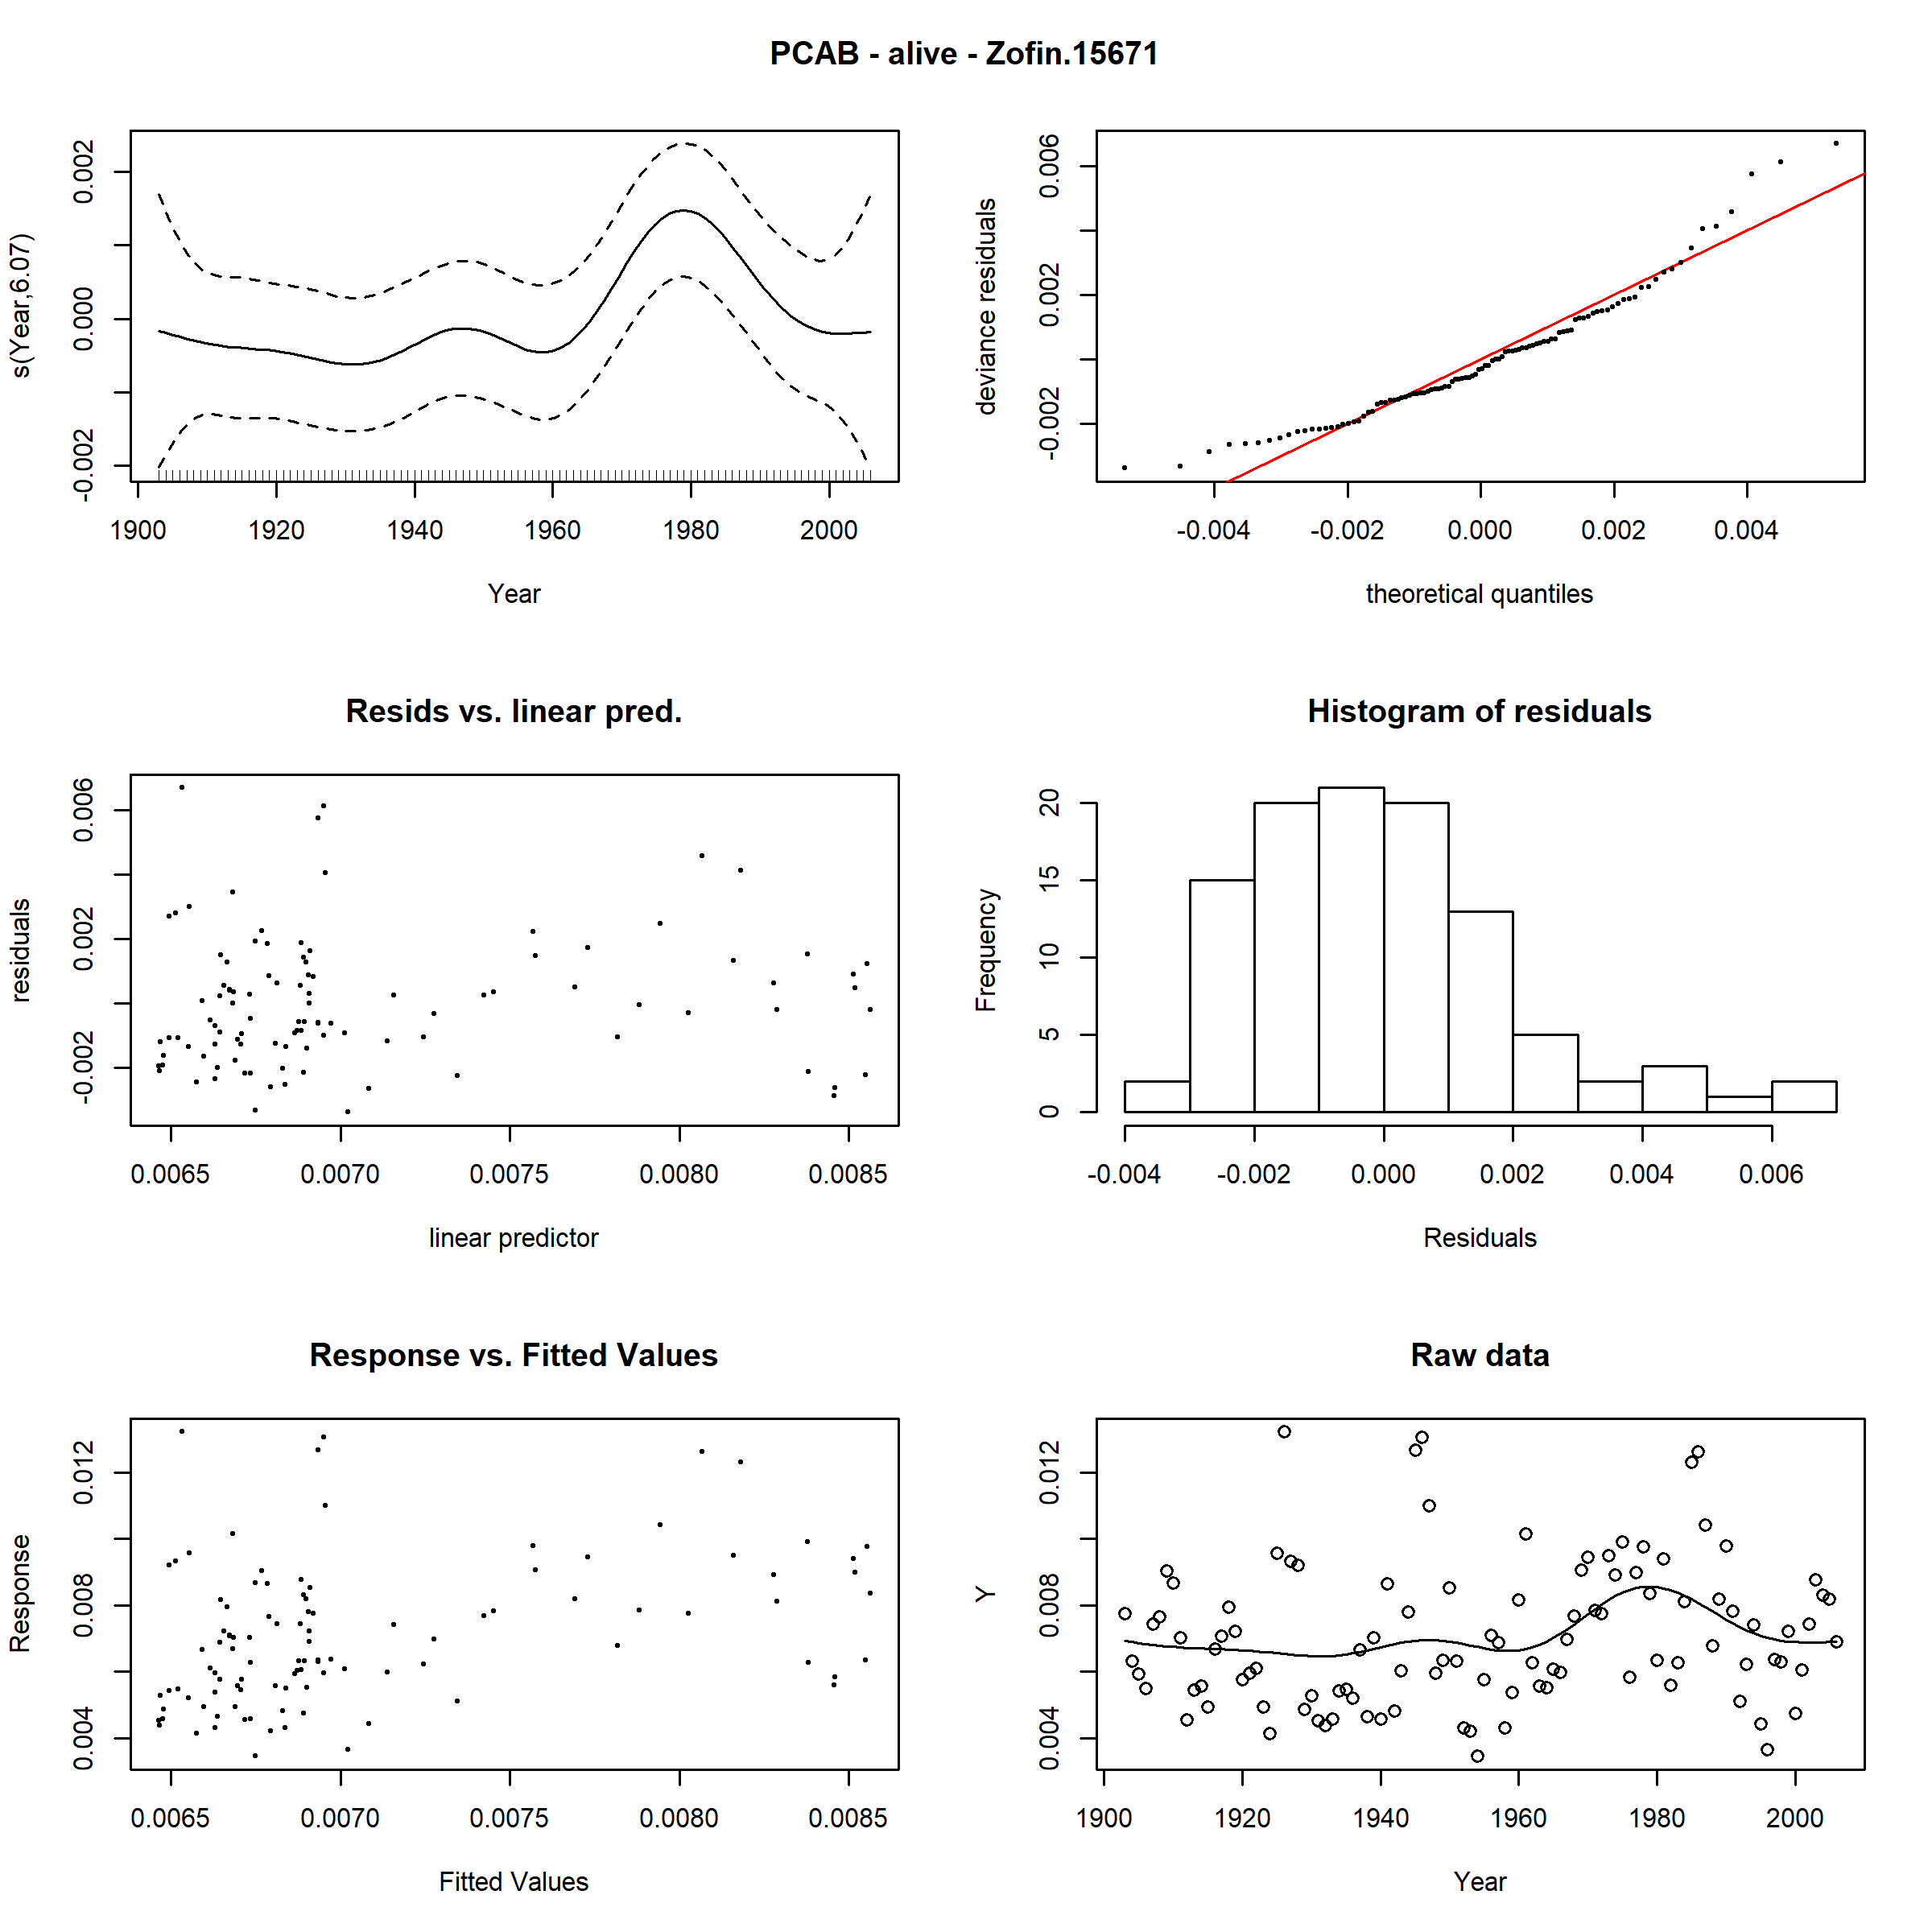 PCAB - alive - Zofin.15671
s(Year,6.07)
-0.002 0.000 0.002
1900 1920 1940 1960 1980 2000
Year
deviance residuals
-0.002 0.002 0.006
-0.004 -0.002 0.000 0.002 0.004
theoretical quantiles
Resids vs. linear pred.
residuals
-0.002 0.002 0.006
0.0065 0.0070 0.0075 0.0080 0.0085
linear predictor
Histogram of residuals
Frequency
0 5 10 15 20
-0.004 -0.002 0.000 0.002 0.004 0.006
Residuals
Response vs. Fitted Values
Response
0.004 0.008 0.012
0.0065 0.0070 0.0075 0.0080 0.0085
Fitted Values
Raw data
Y
0.004 0.008 0.012
1900 1920 1940 1960 1980 2000
Year